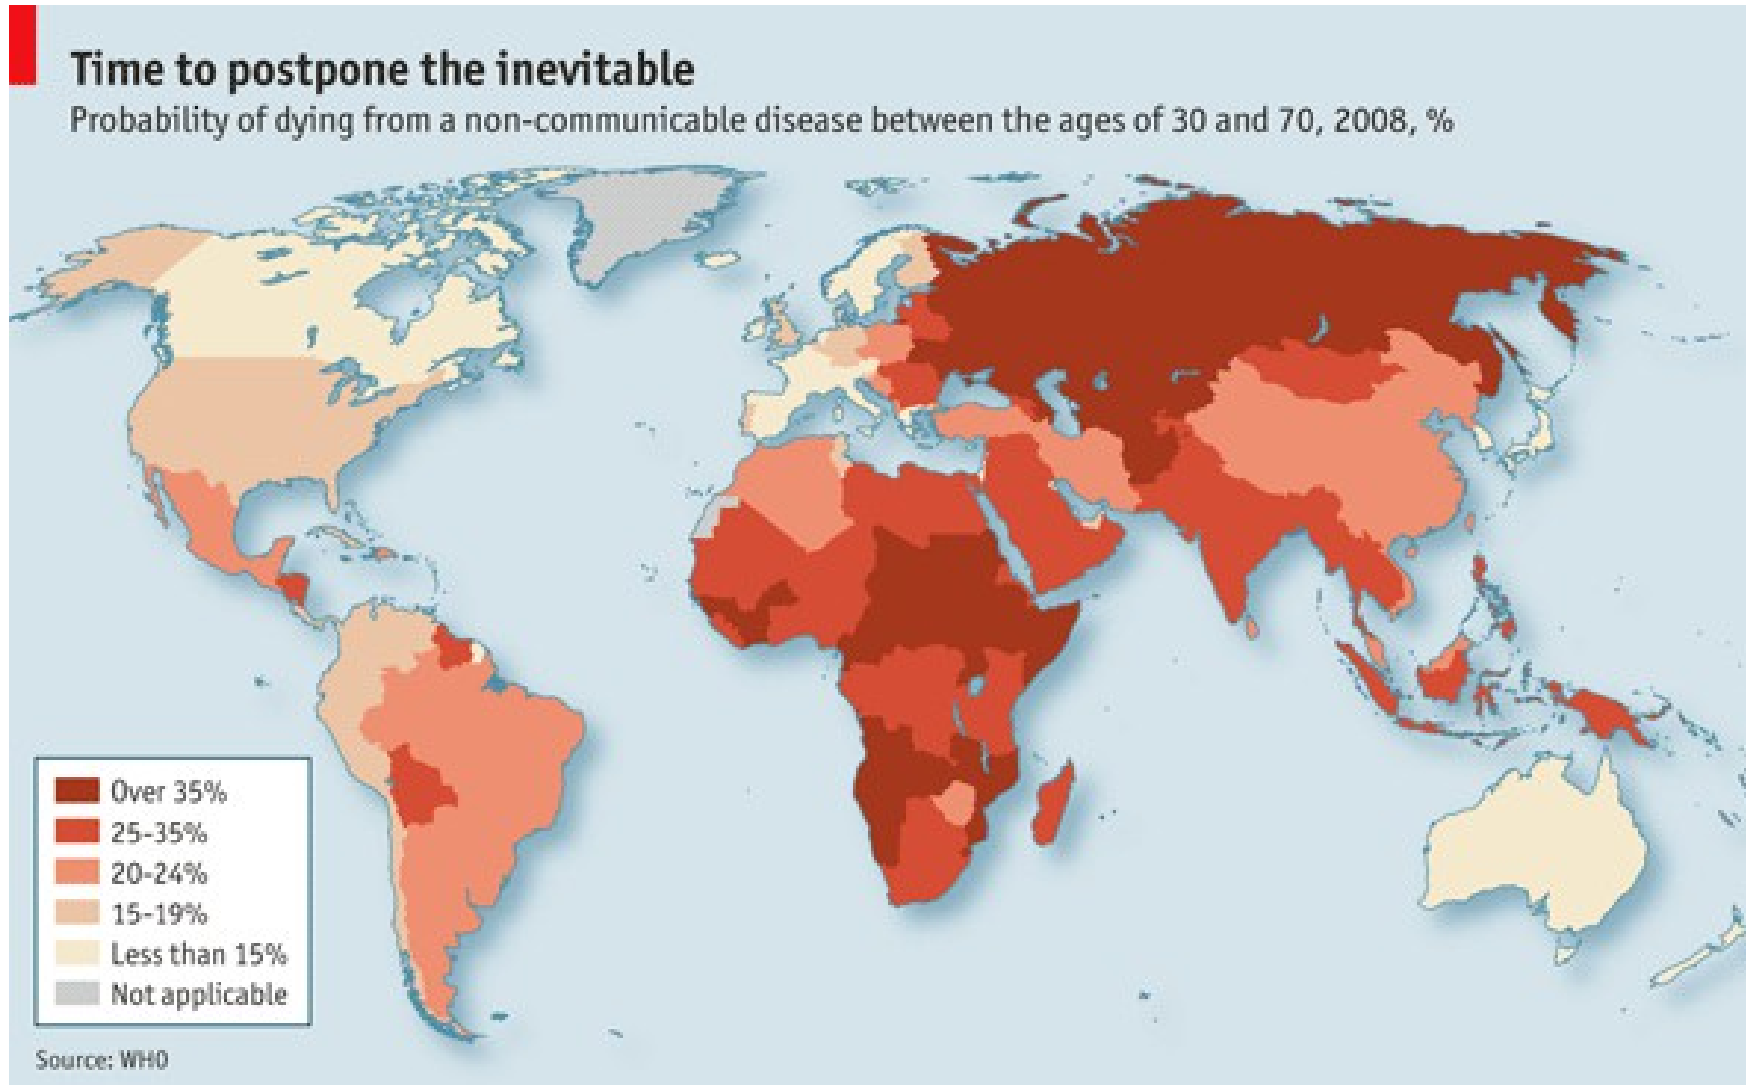 Time to postpone the inevitable
Probability of dying from a non-communicable disease between the ages of 30 and 70, 2008, %
Over 35%
25-35%
20-24%
15-19%
Less than 15%
Not applicable
Source: WHO